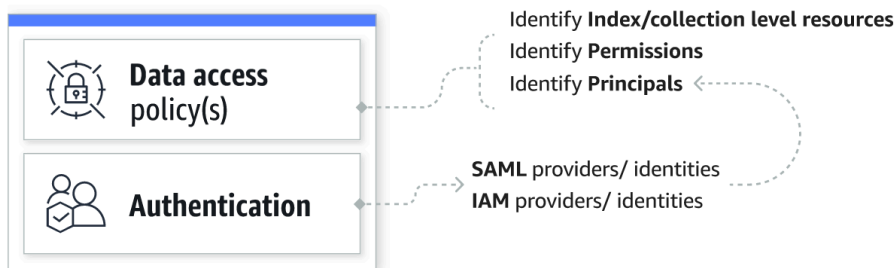 Data access
policy(s)
Identify Index/collection level resources
Identify Permissions
Identify Principals
Authentication
SAML providers/ identities
IAM providers/ identities